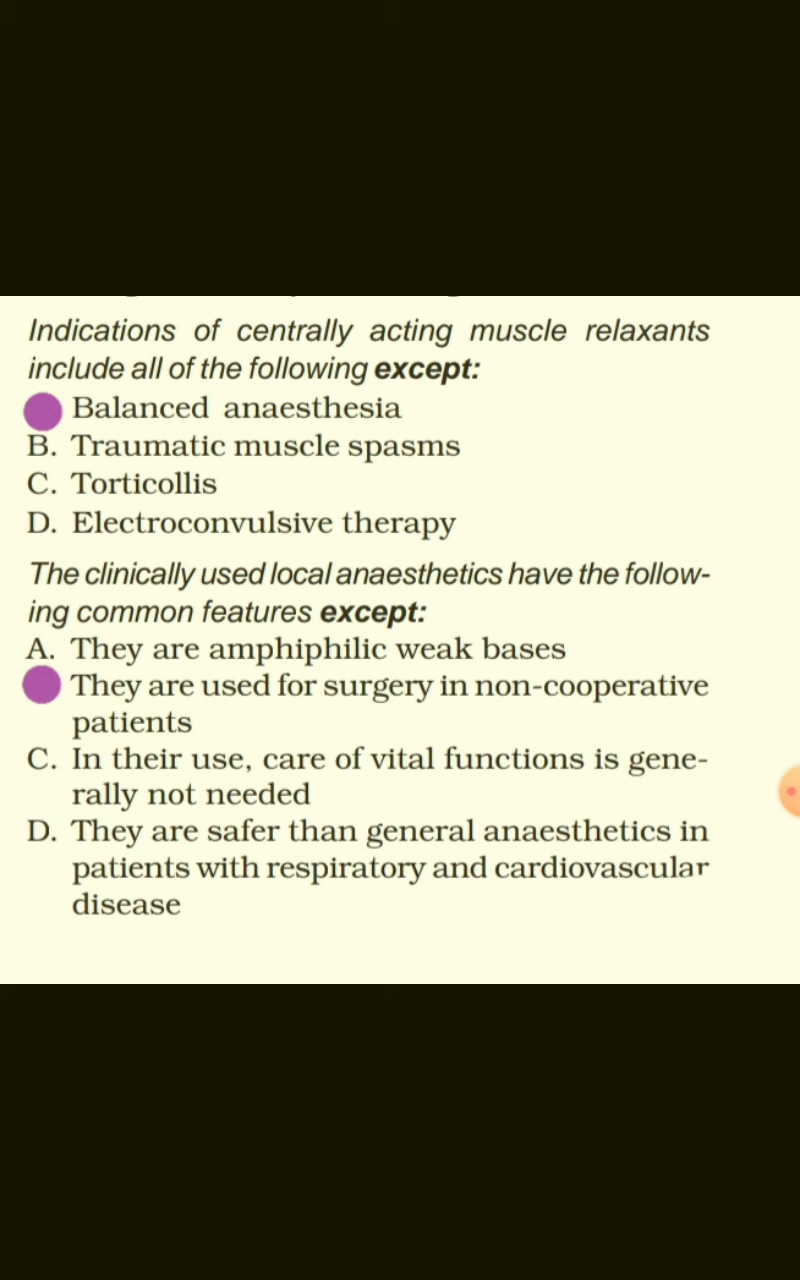 Indications of centrally acting muscle relaxants
include all of the following except:
Balanced anaesthesia
B. Traumatic muscle spasms
C. Torticollis
D. Electroconvulsive therapy
The clinically used local anaesthetics have the follow-
ing common features except:
A. They are amphiphilic weak bases
They are used for surgery in non-cooperative
patients
C. In their use, care of vital functions is gene-
rally not needed
D. They are safer than general anaesthetics in
patients with respiratory and cardiovascular
disease